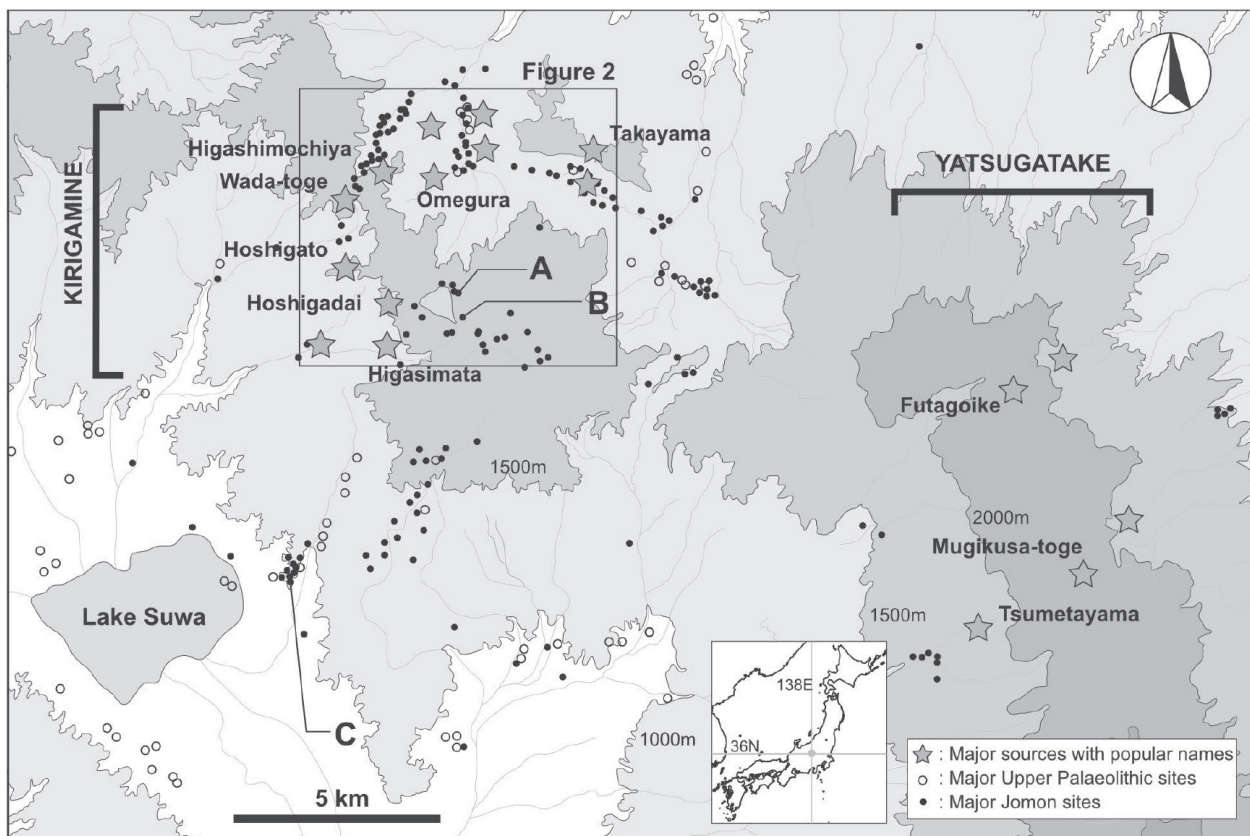 Figure 2
Takayama
Higashimochiya
Wada-toge
Omegura
YATSUGATAKE
KIRIGAMINE
Hoshigato
A
Hoshigadai
B
Higasimata
Futagoike
1500m
2000m
Mugikusa-toge
Lake Suwa
1500m
Tsumetayama
138E
C
1000m
36N
: Major sources with popular names
: Major Upper Palaeolithic sites
: Major Jomon sites
5 km